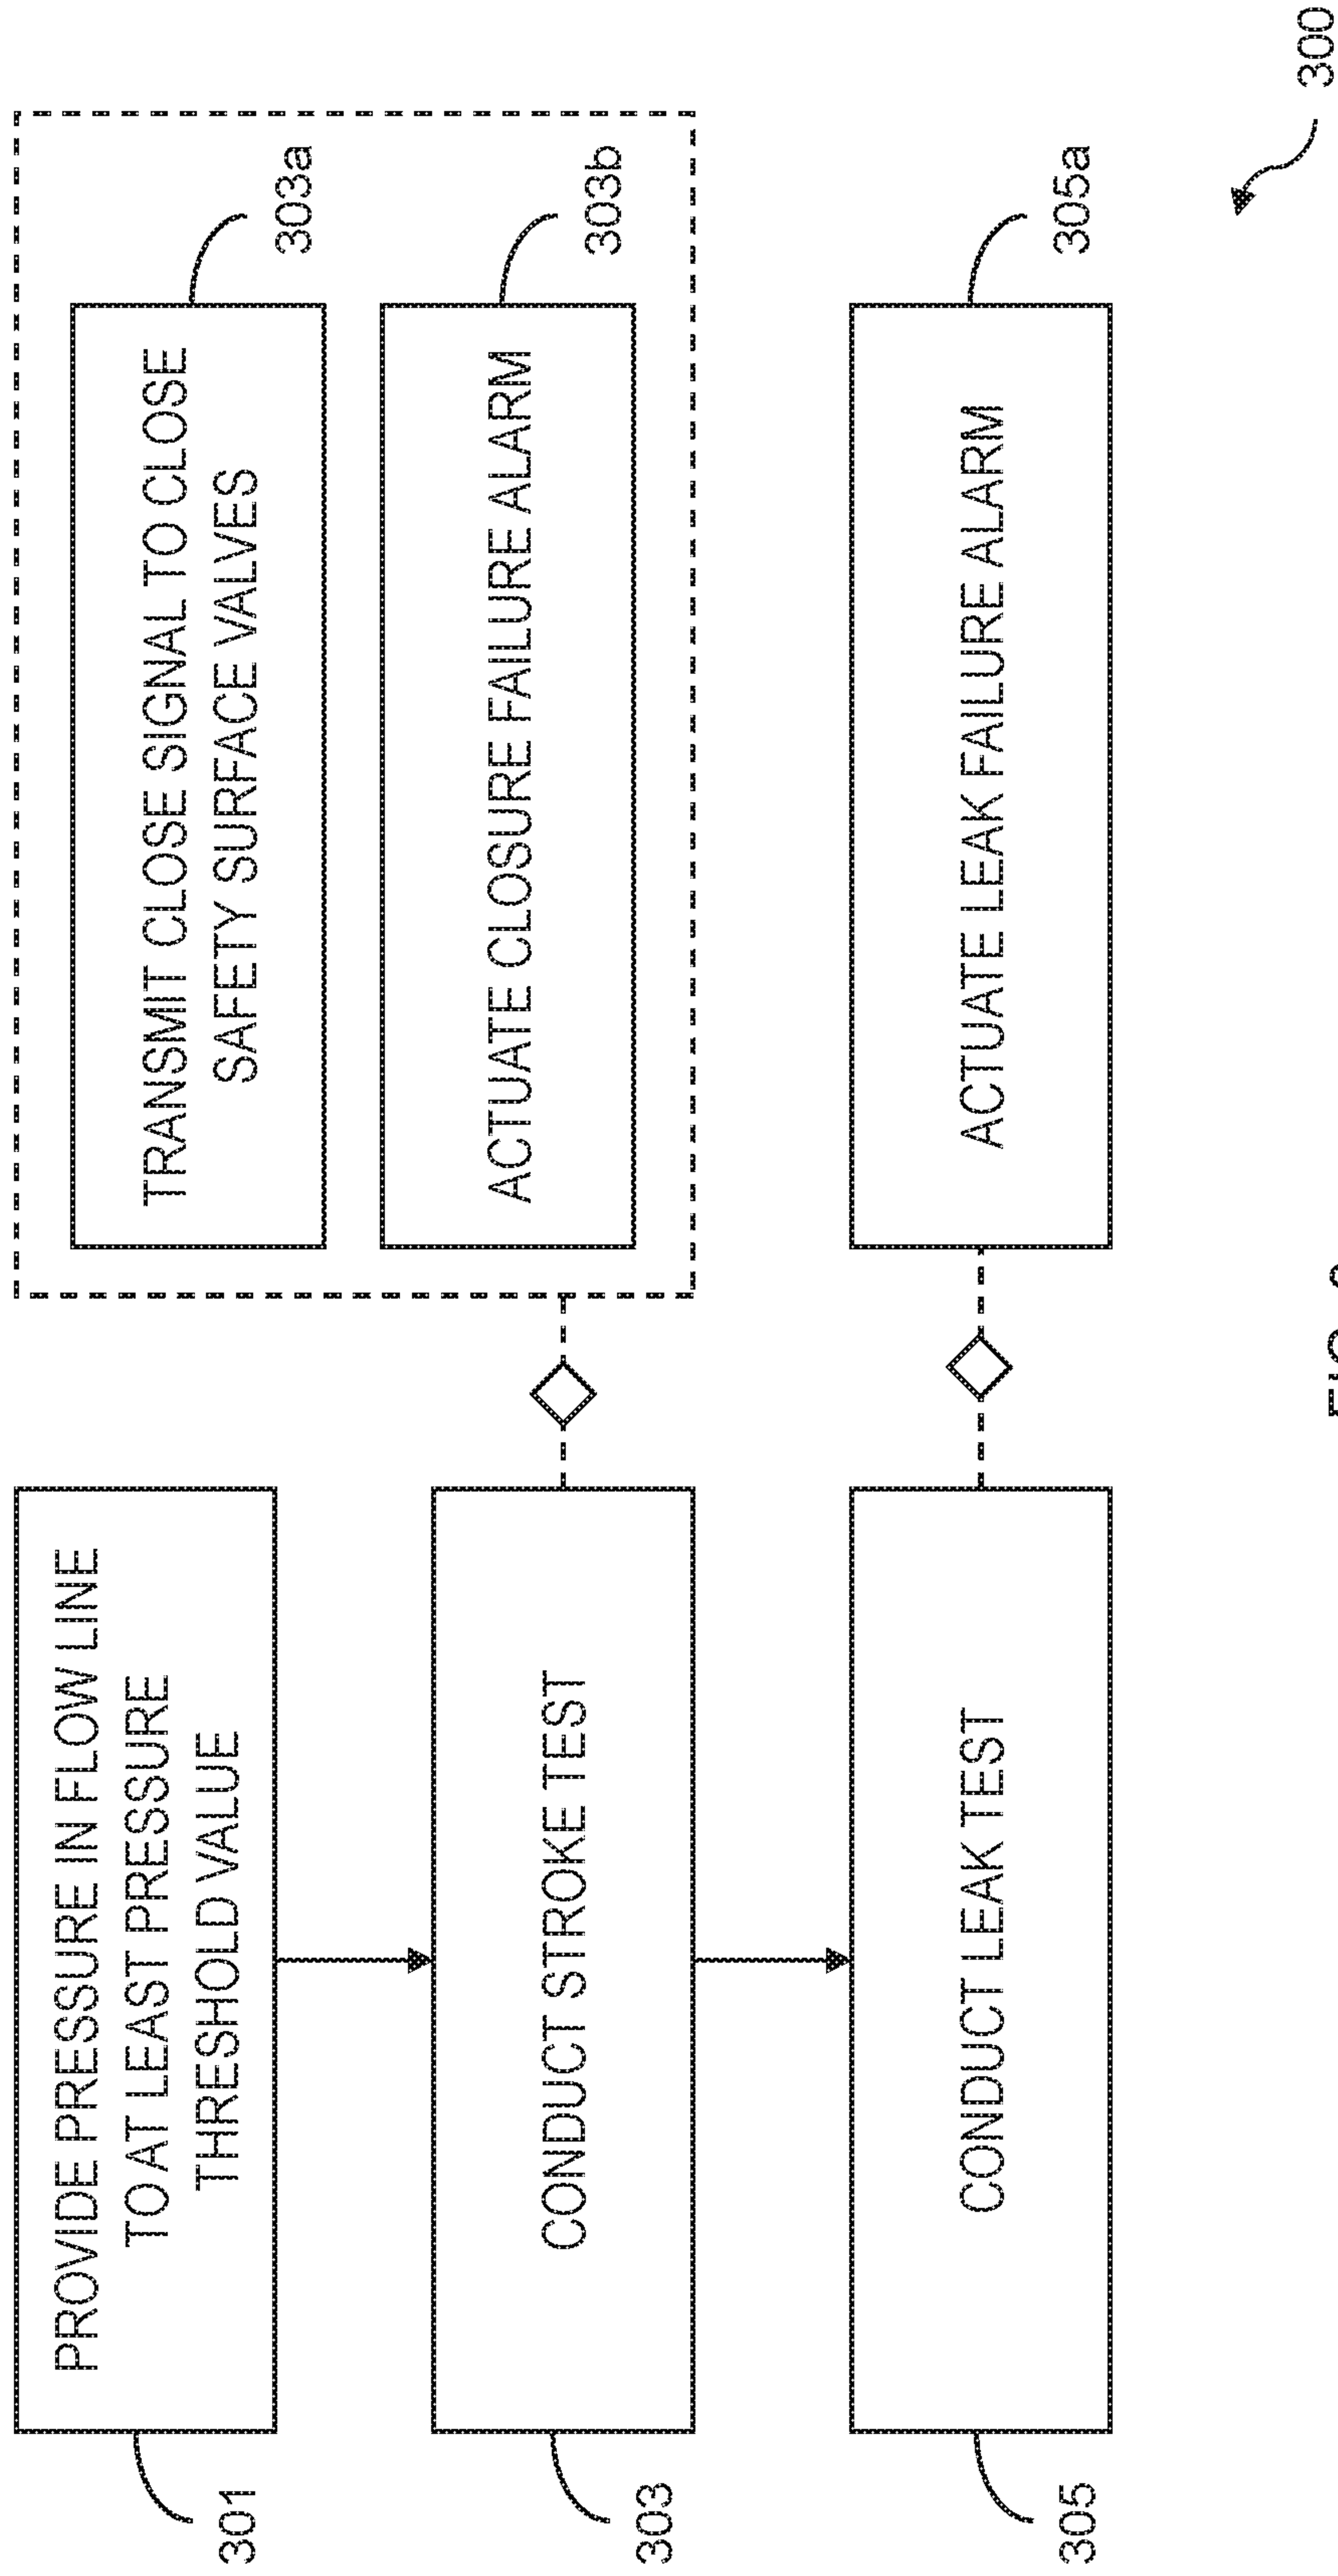 PROVIDE PRESSURE IN FLOW LINE
TO AT LEAST PRESSURE
THRESHOLD VALUE
301
TRANSMIT CLOSE SIGNAL TO CLOSE
SAFETY SURFACE VALVES
303a
ACTUATE CLOSURE FAILURE ALARM
303b
CONDUCT STROKE TEST
303
CONDUCT LEAK TEST
305
ACTUATE LEAK FAILURE ALARM
305a
300
FIG.